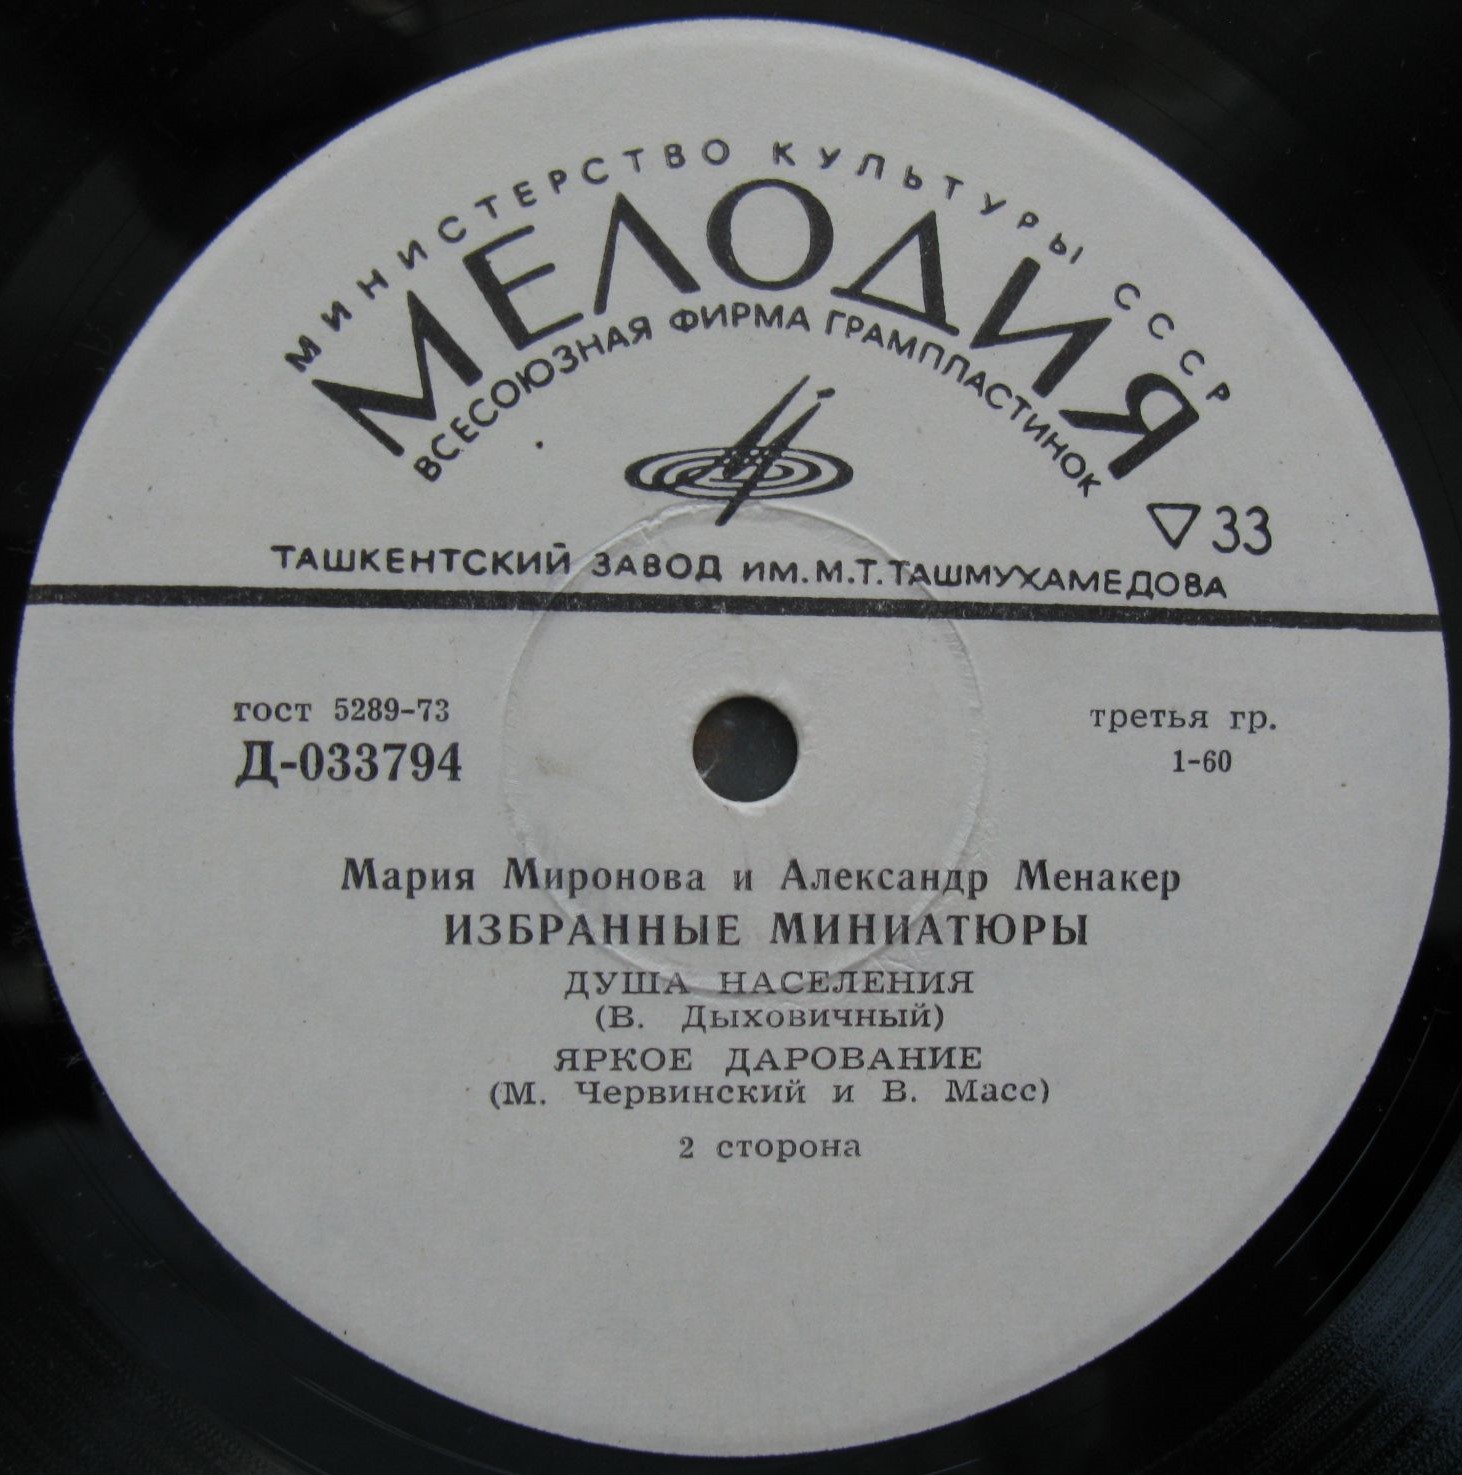 МИНИСТЕРСТВО КУЛЬТУРЫ СССР
МЕЛОДИЯ
ВСЕСОЮЗНАЯ ФИРМА ГРАМПЛАСТИНОК
33
ТАШКЕНТСКИЙ ЗАВОД ИМ. М.Т. ТАШМУХАМЕДОВА
гост 5289-73
третья гр.
Д-033794
1-60
Мария Миронова и Александр Менакер
ИЗБРАННЫЕ МИНИАТЮРЫ
ДУША НАСЕЛЕНИЯ
(В. Дыховичный)
ЯРКОЕ ДАРОВАНИЕ
(М. Червинский и В. Масс)
2 сторона